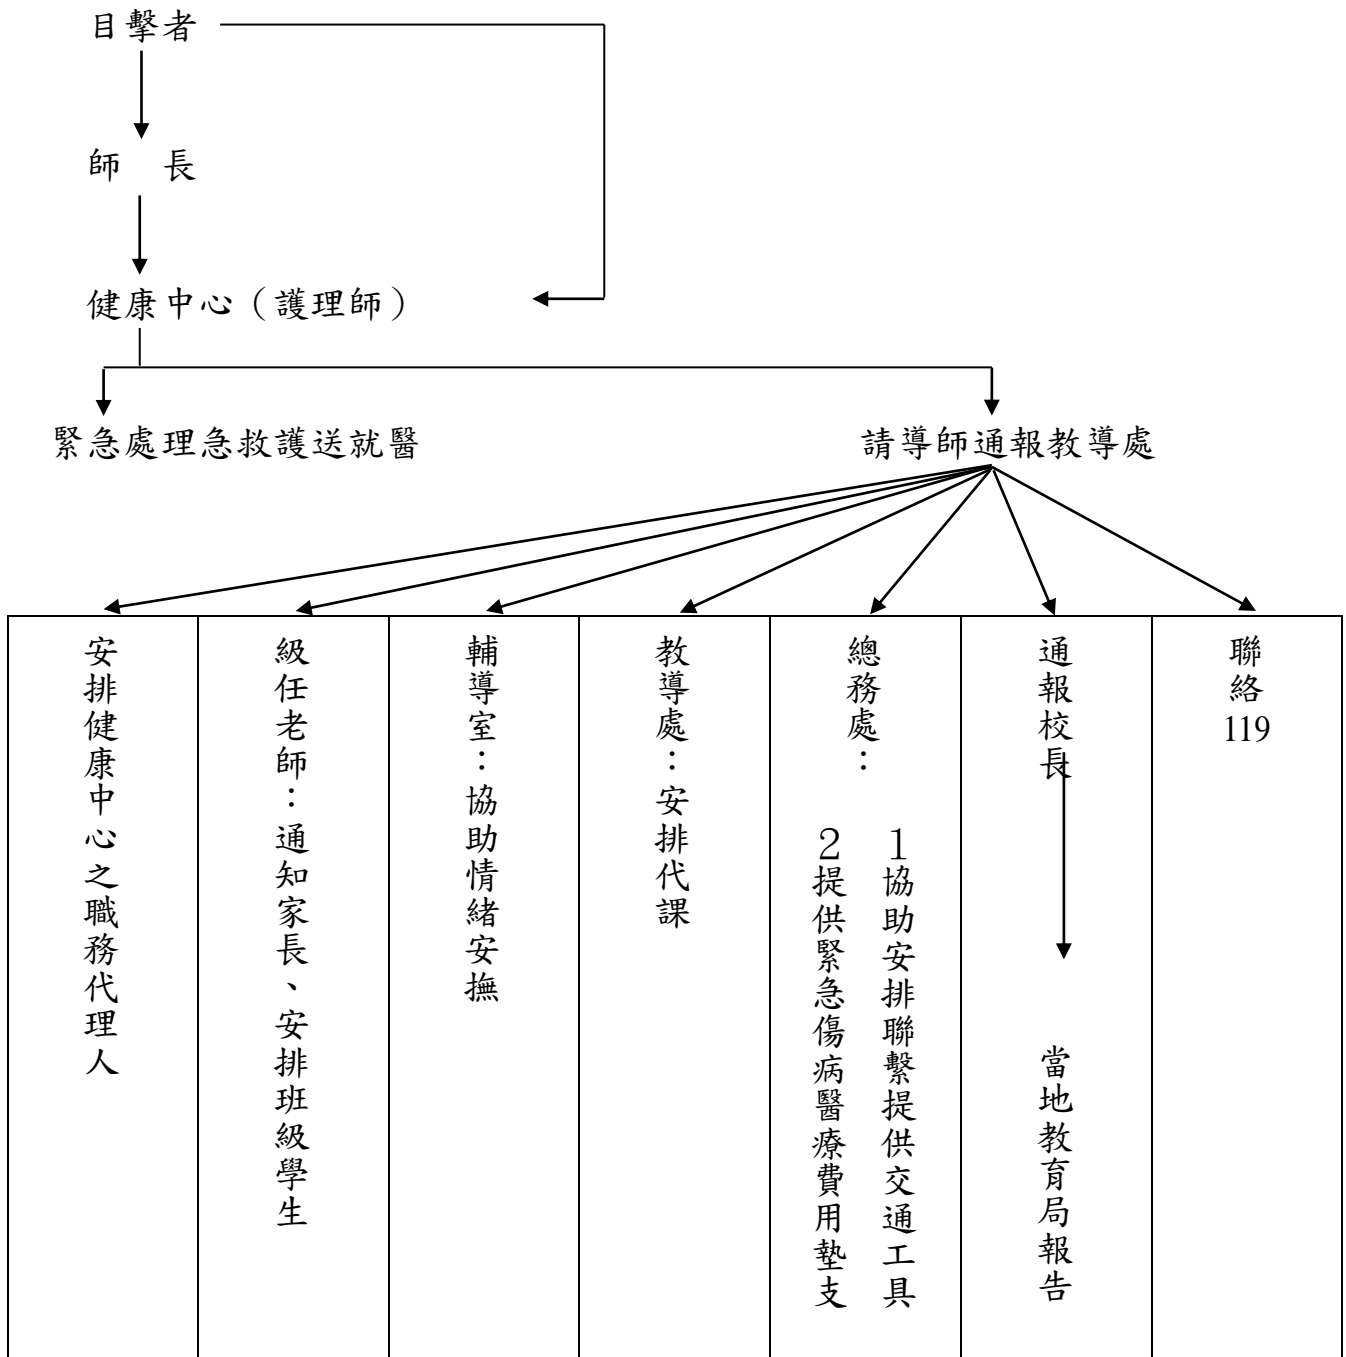 目擊者
師　長
健康中心（護理師）
緊急處理急救護送就醫
請導師通報教導處
聯絡119
通報校長
當地教育局報告
總務處：
1協助安排聯繫提供交通工具
2提供緊急傷病醫療費用墊支
教導處：安排代課
輔導室：協助情緒安撫
級任老師：通知家長、安排班級學生
安排健康中心之職務代理人